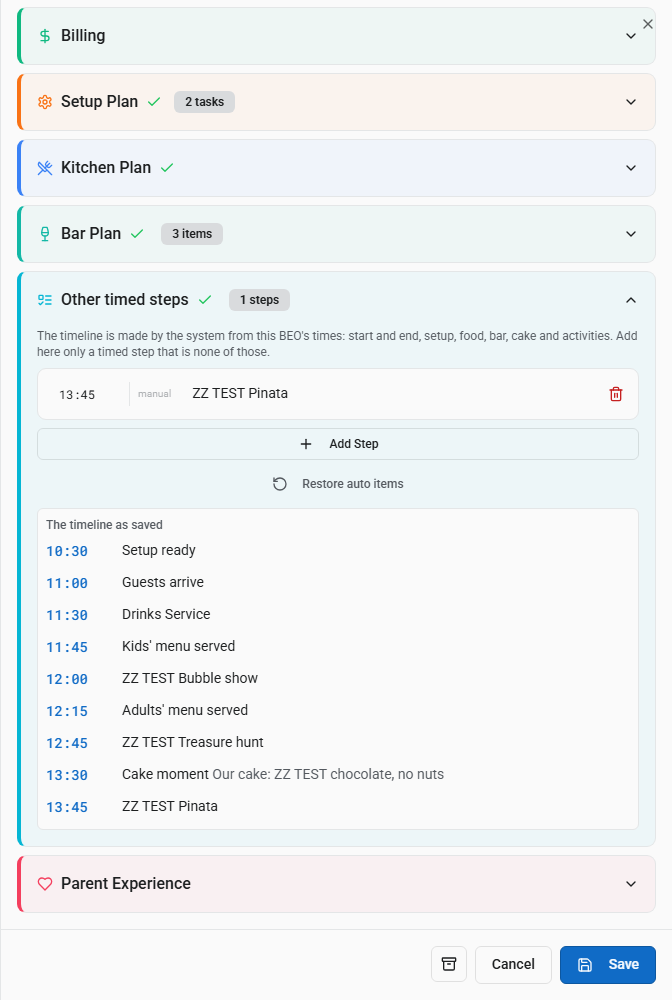 Billing
Setup Plan 2 tasks
Kitchen Plan
Bar Plan 3 items
Other timed steps 1 steps
The timeline is made by the system from this BEO's times: start and end, setup, food, bar, cake and activities. Add
here only a timed step that is none of those.
13:45 manual ZZ TEST Pinata
Add Step
Restore auto items
The timeline as saved
10:30 Setup ready
11:00 Guests arrive
11:30 Drinks Service
11:45 Kids' menu served
12:00 ZZ TEST Bubble show
12:15 Adults' menu served
12:45 ZZ TEST Treasure hunt
13:30 Cake moment Our cake: ZZ TEST chocolate, no nuts
13:45 ZZ TEST Pinata
Parent Experience
Cancel Save